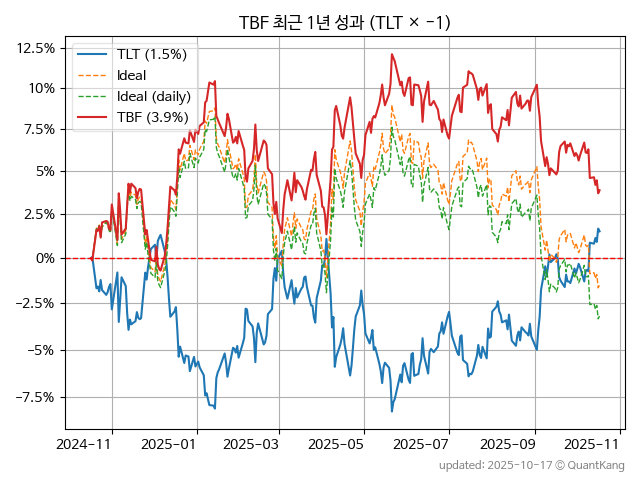 TBF 최근 1년 성과 (TLT × −1)
TLT (1.5%)
Ideal
Ideal (daily)
TBF (3.9%)
12.5%
10%
7.5%
5%
2.5%
0%
−2.5%
−5%
−7.5%
2024-11 2025-01 2025-03 2025-05 2025-07 2025-09 2025-11
updated: 2025-10-17 © QuantKang